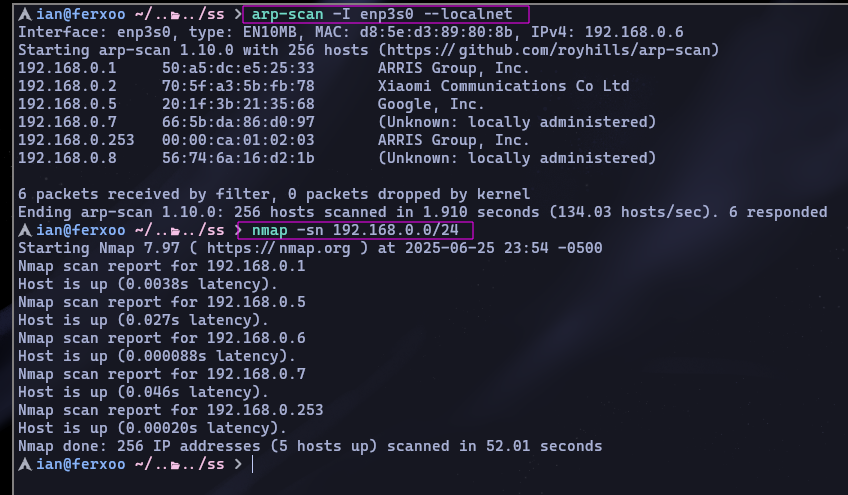 ian@ferxoo ~/../../ss > arp-scan -I enp3s0 --localnet
Interface: enp3s0, type: EN10MB, MAC: d8:5e:d3:89:80:8b, IPv4: 192.168.0.6
Starting arp-scan 1.10.0 with 256 hosts (https://github.com/royhills/arp-scan)
192.168.0.1 50:a5:dc:e5:25:33 ARRIS Group, Inc.
192.168.0.2 70:5f:a3:5b:fb:78 Xiaomi Communications Co Ltd
192.168.0.5 20:1f:3b:21:35:68 Google, Inc.
192.168.0.7 66:5b:da:86:d0:97 (Unknown: locally administered)
192.168.0.253 00:00:ca:01:02:03 ARRIS Group, Inc.
192.168.0.8 56:74:6a:16:d2:1b (Unknown: locally administered)
6 packets received by filter, 0 packets dropped by kernel
Ending arp-scan 1.10.0: 256 hosts scanned in 1.910 seconds (134.03 hosts/sec). 6 responded
ian@ferxoo ~/../../ss > nmap -sn 192.168.0.0/24
Starting Nmap 7.97 ( https://nmap.org ) at 2025-06-25 23:54 -0500
Nmap scan report for 192.168.0.1
Host is up (0.0038s latency).
Nmap scan report for 192.168.0.5
Host is up (0.027s latency).
Nmap scan report for 192.168.0.6
Host is up (0.000088s latency).
Nmap scan report for 192.168.0.7
Host is up (0.046s latency).
Nmap scan report for 192.168.0.253
Host is up (0.00020s latency).
Nmap done: 256 IP addresses (5 hosts up) scanned in 52.01 seconds
ian@ferxoo ~/../../ss >